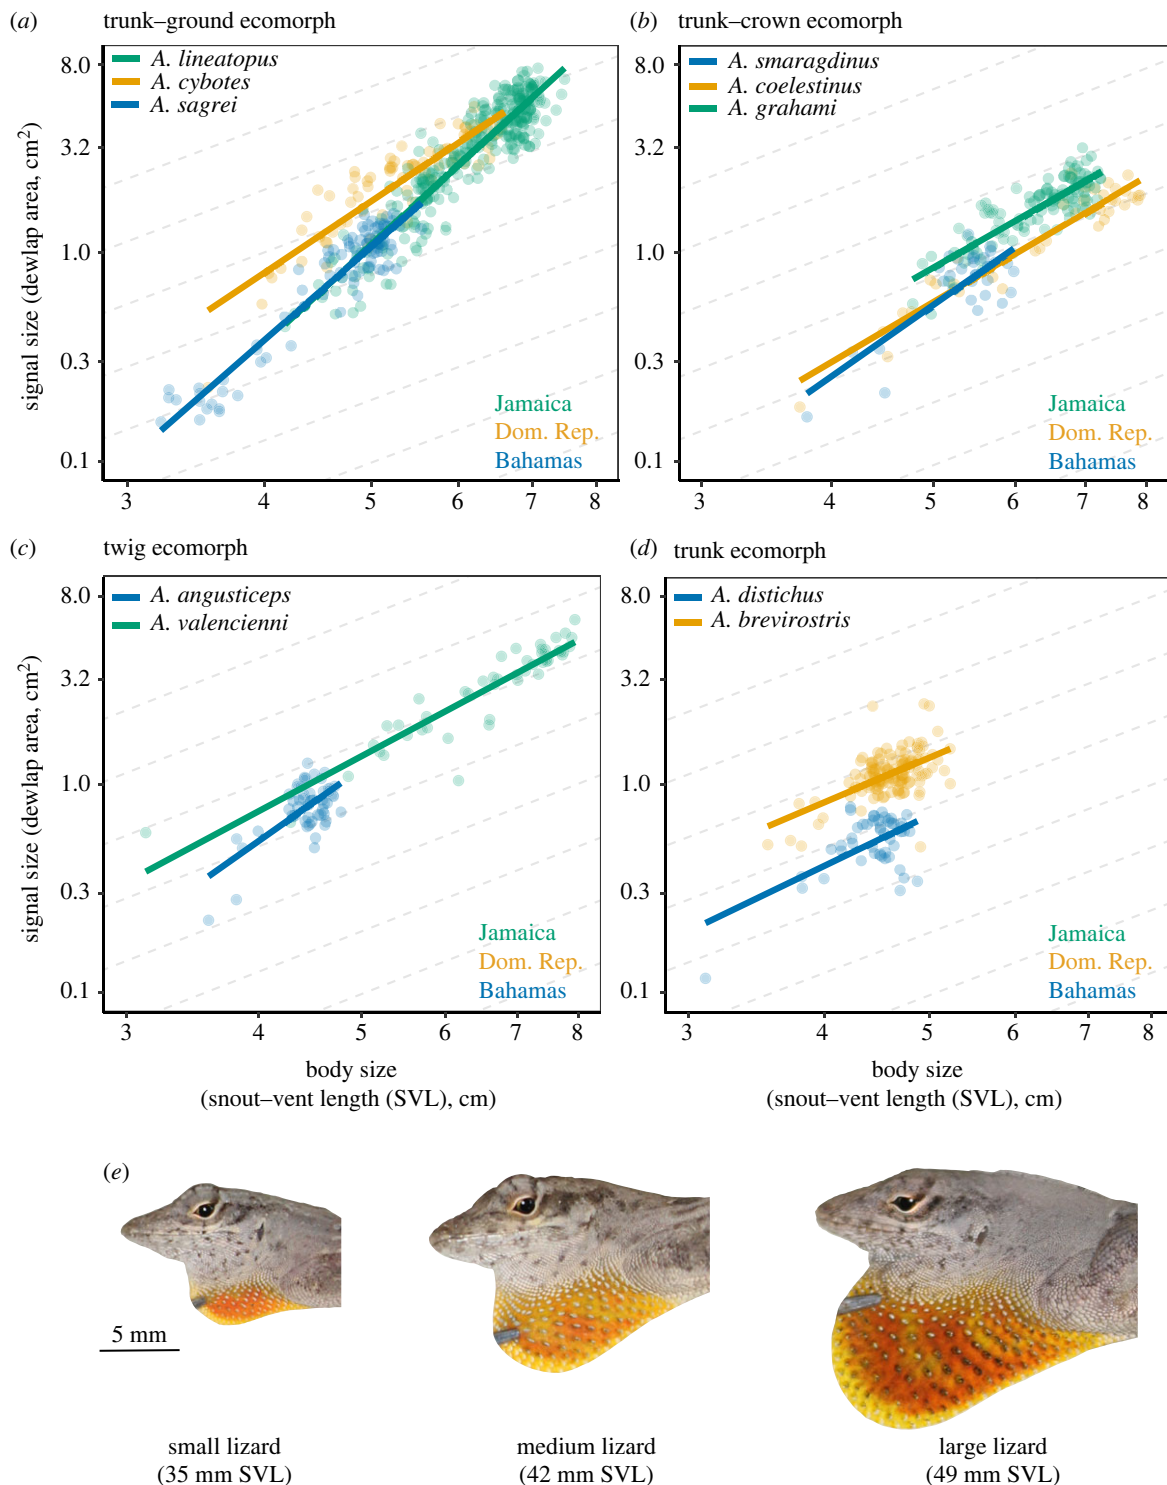 (a) trunk–ground ecomorph
A. lineatopus
A. cybotes
A. sagrei
8.0
3.2
1.0
0.3
0.1
signal size (dewlap area, cm²)
Jamaica
Dom. Rep.
Bahamas
3 4 5 6 7 8
(b) trunk–crown ecomorph
A. smaragdinus
A. coelestinus
A. grahami
8.0
3.2
1.0
0.3
0.1
Jamaica
Dom. Rep.
Bahamas
3 4 5 6 7 8
(c) twig ecomorph
A. angusticeps
A. valencienni
8.0
3.2
1.0
0.3
0.1
signal size (dewlap area, cm²)
Jamaica
Dom. Rep.
Bahamas
3 4 5 6 7 8
body size
(snout–vent length (SVL), cm)
(d) trunk ecomorph
A. distichus
A. brevirostris
8.0
3.2
1.0
0.3
0.1
Jamaica
Dom. Rep.
Bahamas
3 4 5 6 7 8
body size
(snout–vent length (SVL), cm)
(e)
5 mm
small lizard
(35 mm SVL)
medium lizard
(42 mm SVL)
large lizard
(49 mm SVL)